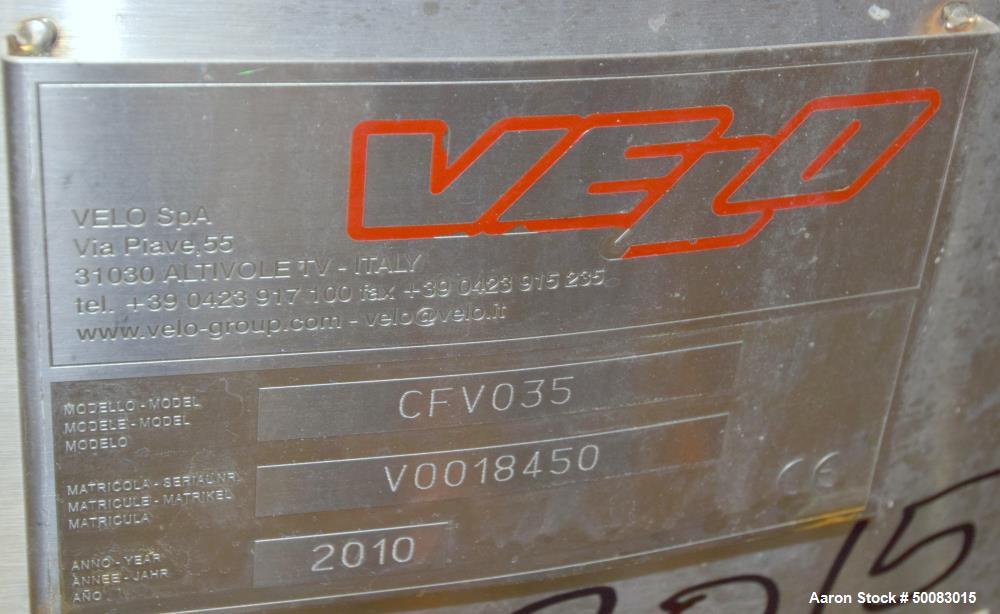 VELO
VELO SpA
Via Piave,55
31030 ALTIVOLE TV - ITALY
tel. +39 0423 917 100 fax +39 0423 915 235
www.velo-group.com - velo@velo.it
MODELLO - MODEL
MODELE - MODEL
MODELO
CFV035
MATRICOLA - SERIAL NR.
MATRICULE - MATRIKEL
MATRICULA
V0018450
CE
ANNO - YEAR
ANNEE - JAHR
AÑO
2010
Aaron Stock # 50083015